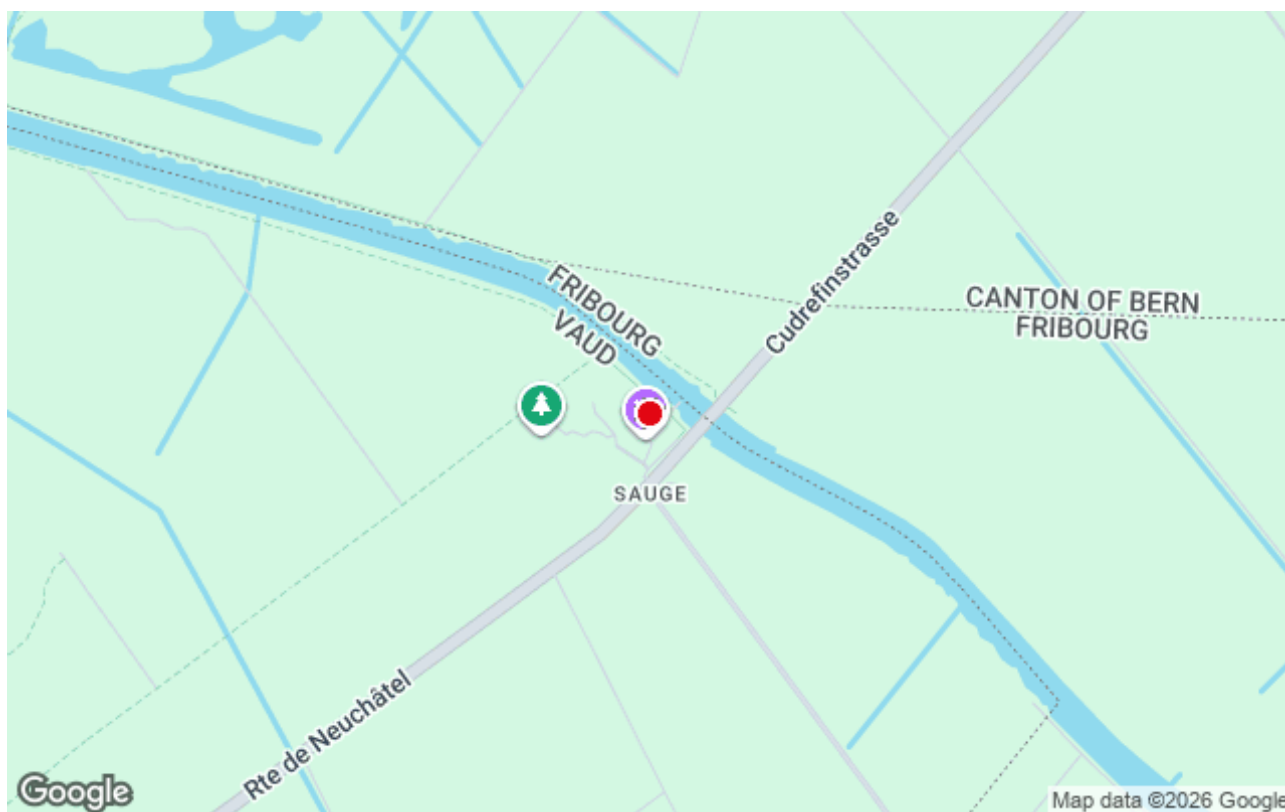 Cudrefinstrasse
FRIBOURG
VAUD
CANTON OF BERN
FRIBOURG
SAUGE
Rte de Neuchâtel
Google
Map data ©2026 Google